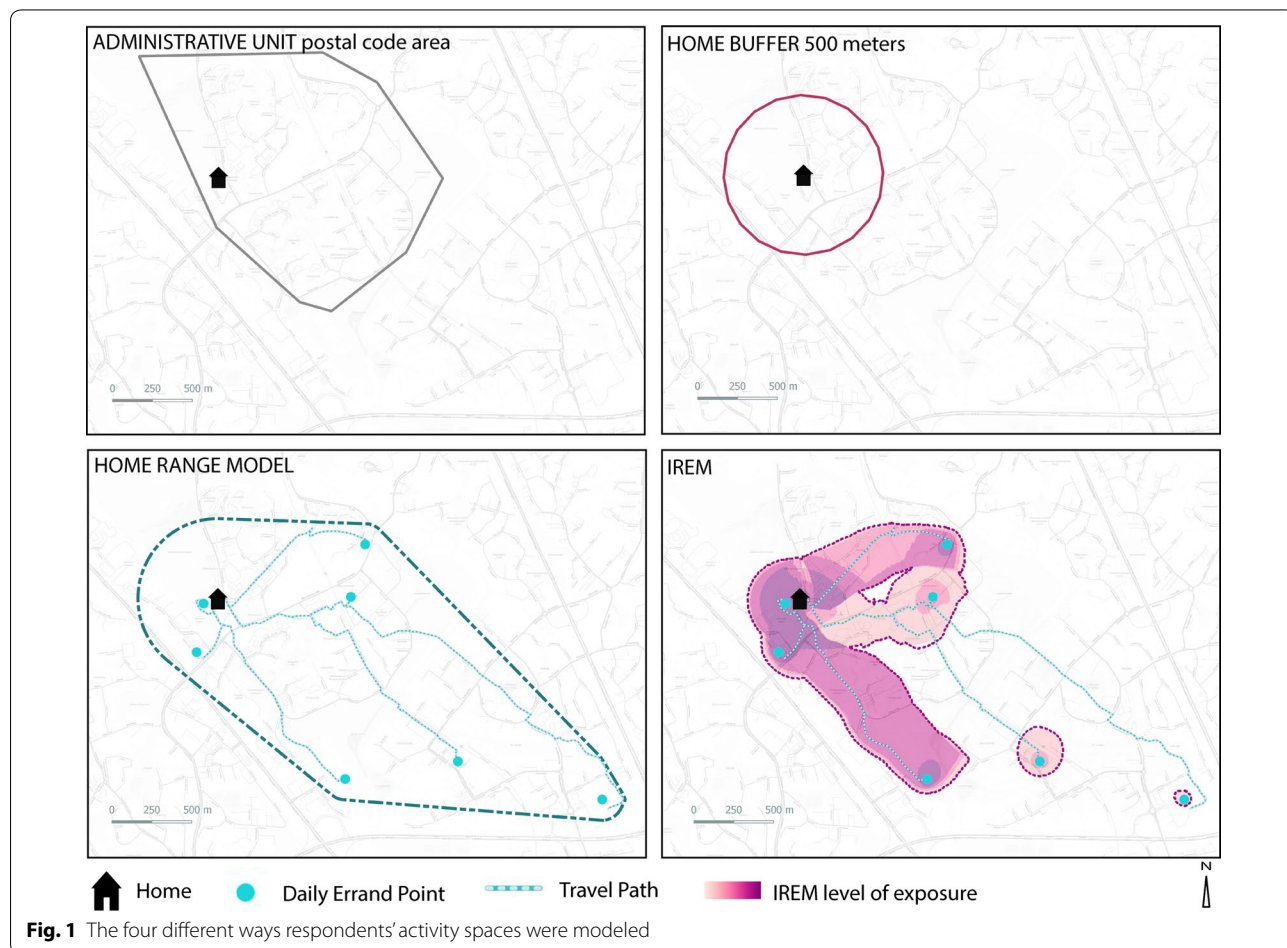 ADMINISTRATIVE UNIT postal code area
HOME BUFFER 500 meters
0 250 500 m
0 250 500 m
HOME RANGE MODEL
IREM
0 250 500 m
0 250 500 m
Home
Daily Errand Point
Travel Path
IREM level of exposure
N
Fig. 1 The four different ways respondents' activity spaces were modeled